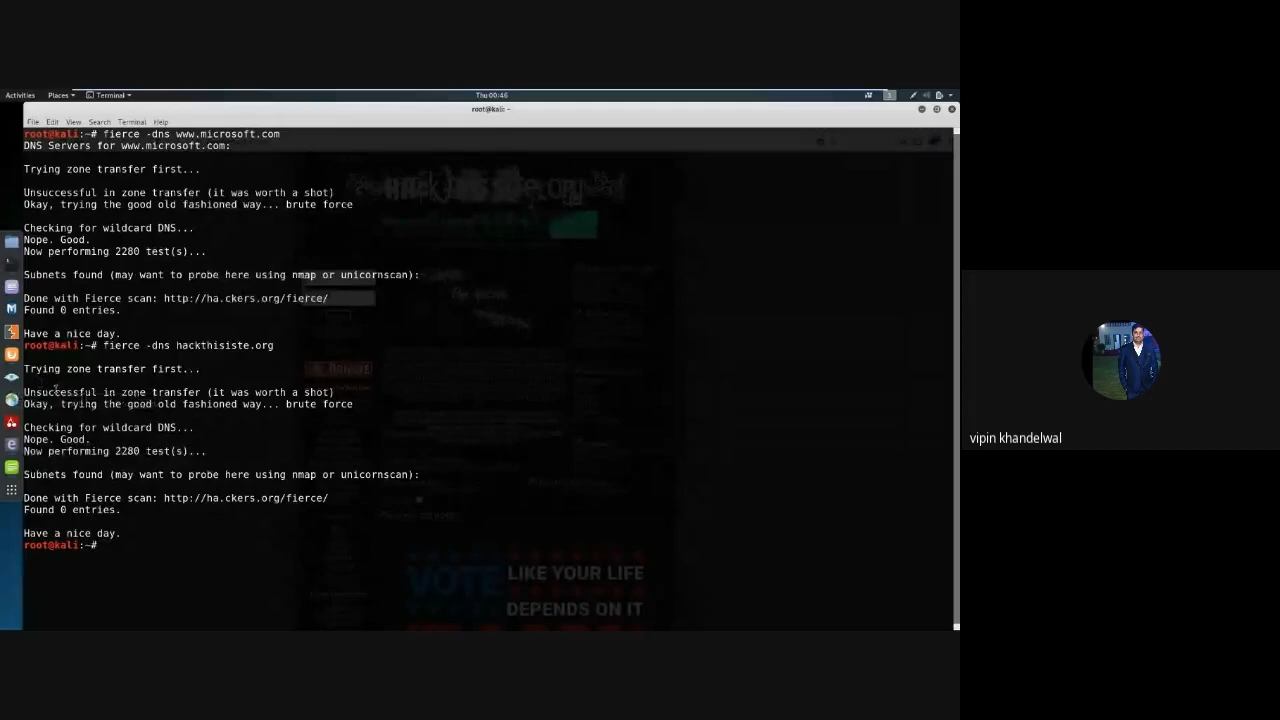 Activities Places Terminal Thu 00:46
root@kali: ~
File Edit View Search Terminal Help
root@kali:~# fierce -dns www.microsoft.com
DNS Servers for www.microsoft.com:
Trying zone transfer first...
Unsuccessful in zone transfer (it was worth a shot)
Okay, trying the good old fashioned way... brute force
Checking for wildcard DNS...
Nope. Good.
Now performing 2280 test(s)...
Subnets found (may want to probe here using nmap or unicornscan):
Done with Fierce scan: http://ha.ckers.org/fierce/
Found 0 entries.
Have a nice day.
root@kali:~# fierce -dns hackthisiste.org
Trying zone transfer first...
Unsuccessful in zone transfer (it was worth a shot)
Okay, trying the good old fashioned way... brute force
Checking for wildcard DNS...
Nope. Good.
Now performing 2280 test(s)...
Subnets found (may want to probe here using nmap or unicornscan):
Done with Fierce scan: http://ha.ckers.org/fierce/
Found 0 entries.
Have a nice day.
root@kali:~#
VOTE LIKE YOUR LIFE
DEPENDS ON IT
vipin khandelwal